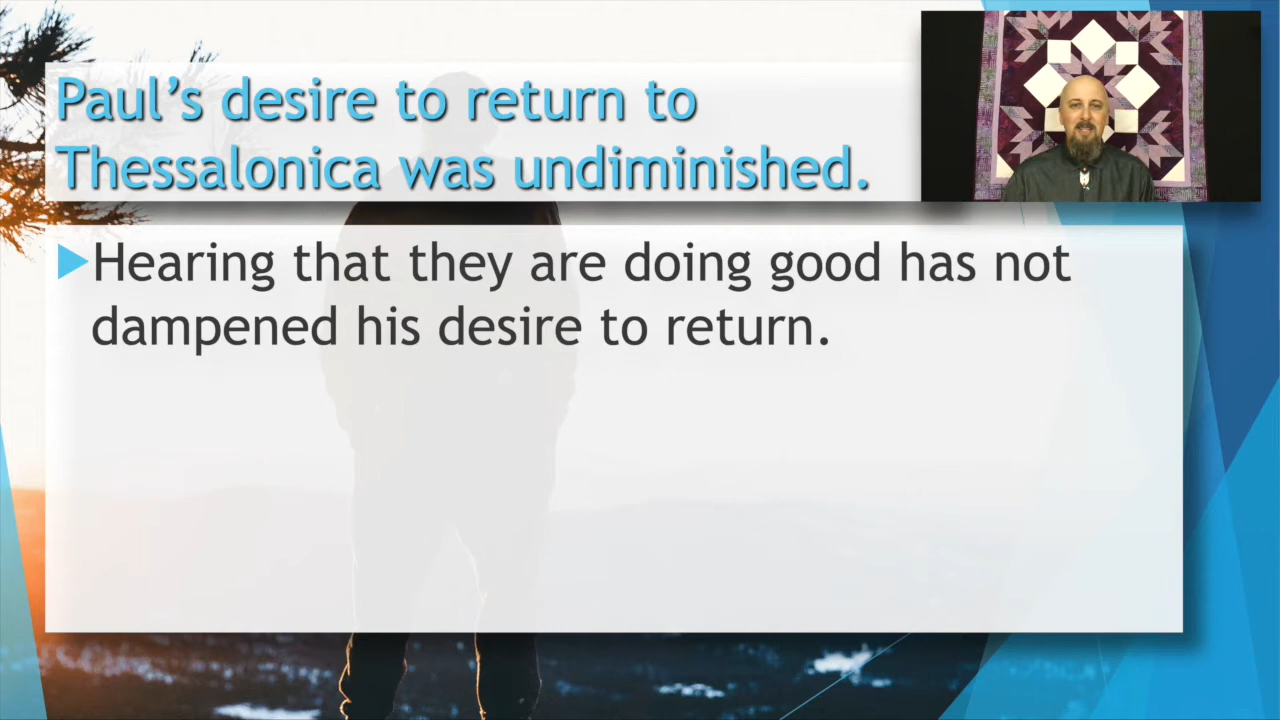 Paul’s desire to return to
Thessalonica was undiminished.
Hearing that they are doing good has not
dampened his desire to return.